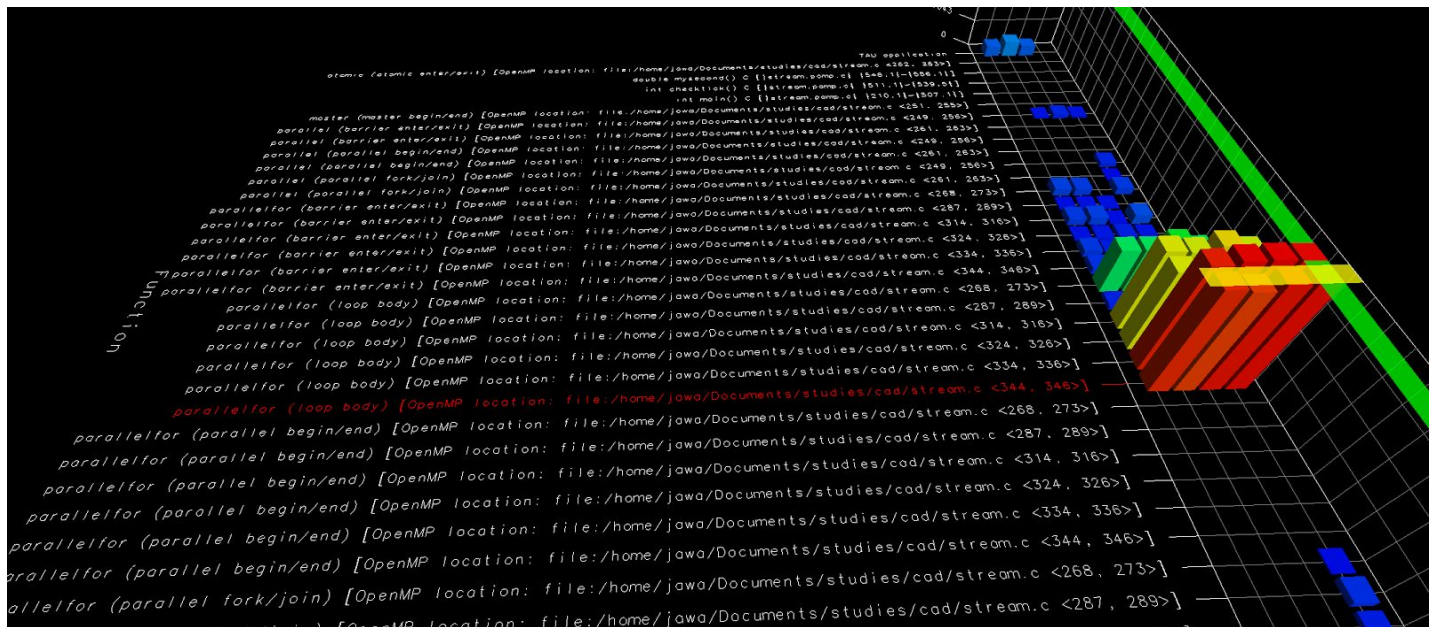 0
TAU application
atomic (atomic enter/exit) [OpenMP location: file:/home/jawa/Documents/studies/cad/stream.c <262, 263>]
double mysecond() C [{stream.pomp.c} {548,1}-{556,1}]
int checktick() C [{stream.pomp.c} {511,1}-{539,5}]
int main() C [{stream.pomp.c} {210,1}-{507,1}]
master (master begin/end) [OpenMP location: file:/home/jawa/Documents/studies/cad/stream.c <251, 255>]
parallel (barrier enter/exit) [OpenMP location: file:/home/jawa/Documents/studies/cad/stream.c <249, 256>]
parallel (barrier enter/exit) [OpenMP location: file:/home/jawa/Documents/studies/cad/stream.c <261, 263>]
parallel (parallel begin/end) [OpenMP location: file:/home/jawa/Documents/studies/cad/stream.c <249, 256>]
parallel (parallel begin/end) [OpenMP location: file:/home/jawa/Documents/studies/cad/stream.c <261, 263>]
parallel (parallel fork/join) [OpenMP location: file:/home/jawa/Documents/studies/cad/stream.c <249, 256>]
parallel (parallel fork/join) [OpenMP location: file:/home/jawa/Documents/studies/cad/stream.c <261, 263>]
parallelfor (barrier enter/exit) [OpenMP location: file:/home/jawa/Documents/studies/cad/stream.c <268, 273>]
parallelfor (barrier enter/exit) [OpenMP location: file:/home/jawa/Documents/studies/cad/stream.c <287, 289>]
parallelfor (barrier enter/exit) [OpenMP location: file:/home/jawa/Documents/studies/cad/stream.c <314, 316>]
parallelfor (barrier enter/exit) [OpenMP location: file:/home/jawa/Documents/studies/cad/stream.c <324, 326>]
parallelfor (barrier enter/exit) [OpenMP location: file:/home/jawa/Documents/studies/cad/stream.c <334, 336>]
parallelfor (barrier enter/exit) [OpenMP location: file:/home/jawa/Documents/studies/cad/stream.c <344, 346>]
parallelfor (loop body) [OpenMP location: file:/home/jawa/Documents/studies/cad/stream.c <268, 273>]
parallelfor (loop body) [OpenMP location: file:/home/jawa/Documents/studies/cad/stream.c <287, 289>]
parallelfor (loop body) [OpenMP location: file:/home/jawa/Documents/studies/cad/stream.c <314, 316>]
parallelfor (loop body) [OpenMP location: file:/home/jawa/Documents/studies/cad/stream.c <324, 326>]
parallelfor (loop body) [OpenMP location: file:/home/jawa/Documents/studies/cad/stream.c <334, 336>]
parallelfor (loop body) [OpenMP location: file:/home/jawa/Documents/studies/cad/stream.c <344, 346>]
parallelfor (parallel begin/end) [OpenMP location: file:/home/jawa/Documents/studies/cad/stream.c <268, 273>]
parallelfor (parallel begin/end) [OpenMP location: file:/home/jawa/Documents/studies/cad/stream.c <287, 289>]
parallelfor (parallel begin/end) [OpenMP location: file:/home/jawa/Documents/studies/cad/stream.c <314, 316>]
parallelfor (parallel begin/end) [OpenMP location: file:/home/jawa/Documents/studies/cad/stream.c <324, 326>]
parallelfor (parallel begin/end) [OpenMP location: file:/home/jawa/Documents/studies/cad/stream.c <334, 336>]
arallelfor (parallel begin/end) [OpenMP location: file:/home/jawa/Documents/studies/cad/stream.c <344, 346>]
allelfor (parallel fork/join) [OpenMP location: file:/home/jawa/Documents/studies/cad/stream.c <268, 273>]
[OpenMP location: file:/home/jawa/Documents/studies/cad/stream.c <287, 289>]
Function